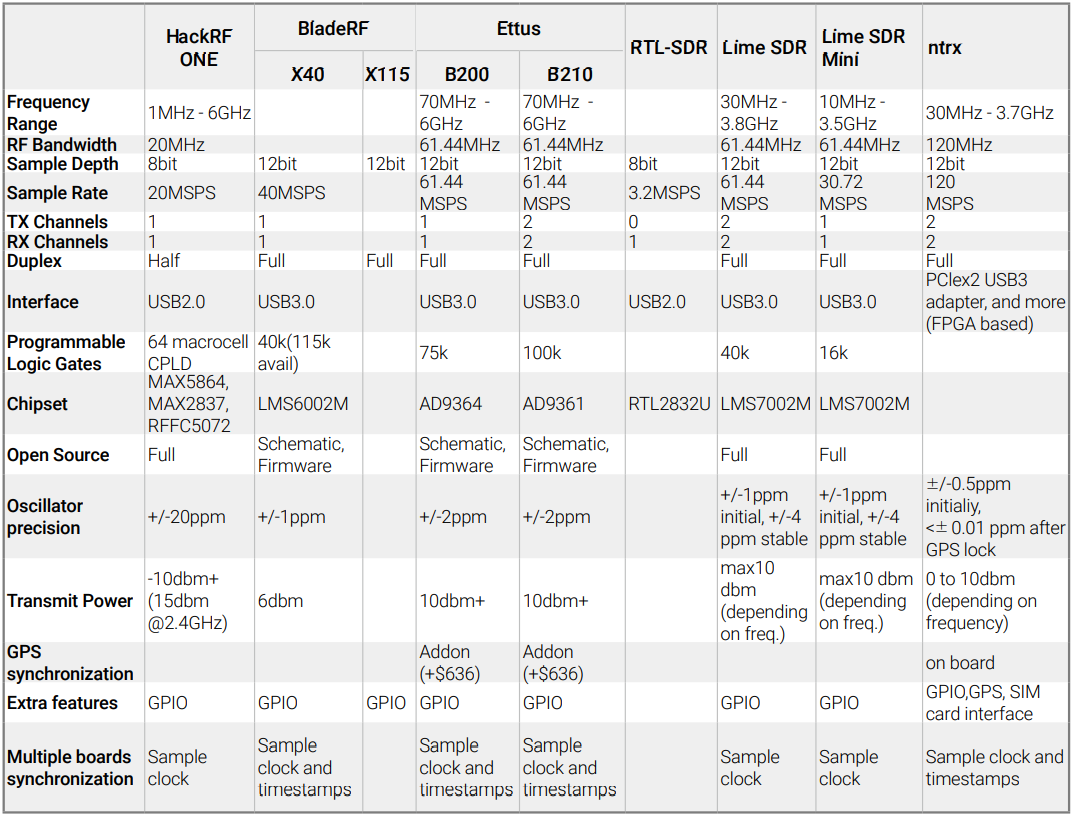 HackRF ONE | BladeRF | Ettus | RTL-SDR | Lime SDR | Lime SDR Mini | ntrx
X40 | X115 | B200 | B210
Frequency Range | 1MHz - 6GHz | 70MHz - 6GHz | 70MHz - 6GHz | 30MHz - 3.8GHz | 10MHz - 3.5GHz | 30MHz - 3.7GHz
RF Bandwidth | 20MHz | 61.44MHz | 61.44MHz | 61.44MHz | 61.44MHz | 120MHz
Sample Depth | 8bit | 12bit | 12bit | 12bit | 12bit | 8bit | 12bit | 12bit | 12bit
Sample Rate | 20MSPS | 40MSPS | 61.44 MSPS | 61.44 MSPS | 3.2MSPS | 61.44 MSPS | 30.72 MSPS | 120 MSPS
TX Channels | 1 | 1 | 1 | 2 | 0 | 2 | 1 | 2
RX Channels | 1 | 1 | 1 | 2 | 1 | 2 | 1 | 2
Duplex | Half | Full | Full | Full | Full | Full | Full | Full
Interface | USB2.0 | USB3.0 | USB3.0 | USB3.0 | USB2.0 | USB3.0 | USB3.0 | PCIex2 USB3 adapter, and more (FPGA based)
Programmable Logic Gates | 64 macrocell CPLD | 40k(115k avail) | 75k | 100k | 40k | 16k
Chipset | MAX5864, MAX2837, RFFC5072 | LMS6002M | AD9364 | AD9361 | RTL2832U | LMS7002M | LMS7002M
Open Source | Full | Schematic, Firmware | Schematic, Firmware | Schematic, Firmware | Full | Full
Oscillator precision | +/-20ppm | +/-1ppm | +/-2ppm | +/-2ppm | +/-1ppm initial, +/-4 ppm stable | +/-1ppm initial, +/-4 ppm stable | ±/-0.5ppm initialiy, <± 0.01 ppm after GPS lock
Transmit Power | -10dbm+ (15dbm @2.4GHz) | 6dbm | 10dbm+ | 10dbm+ | max10 dbm (depending on freq.) | max10 dbm (depending on freq.) | 0 to 10dbm (depending on frequency)
GPS synchronization | Addon (+$636) | Addon (+$636) | on board
Extra features | GPIO | GPIO | GPIO | GPIO | GPIO | GPIO | GPIO | GPIO,GPS, SIM card interface
Multiple boards synchronization | Sample clock | Sample clock and timestamps | Sample clock and timestamps | Sample clock and timestamps | Sample clock | Sample clock | Sample clock and timestamps